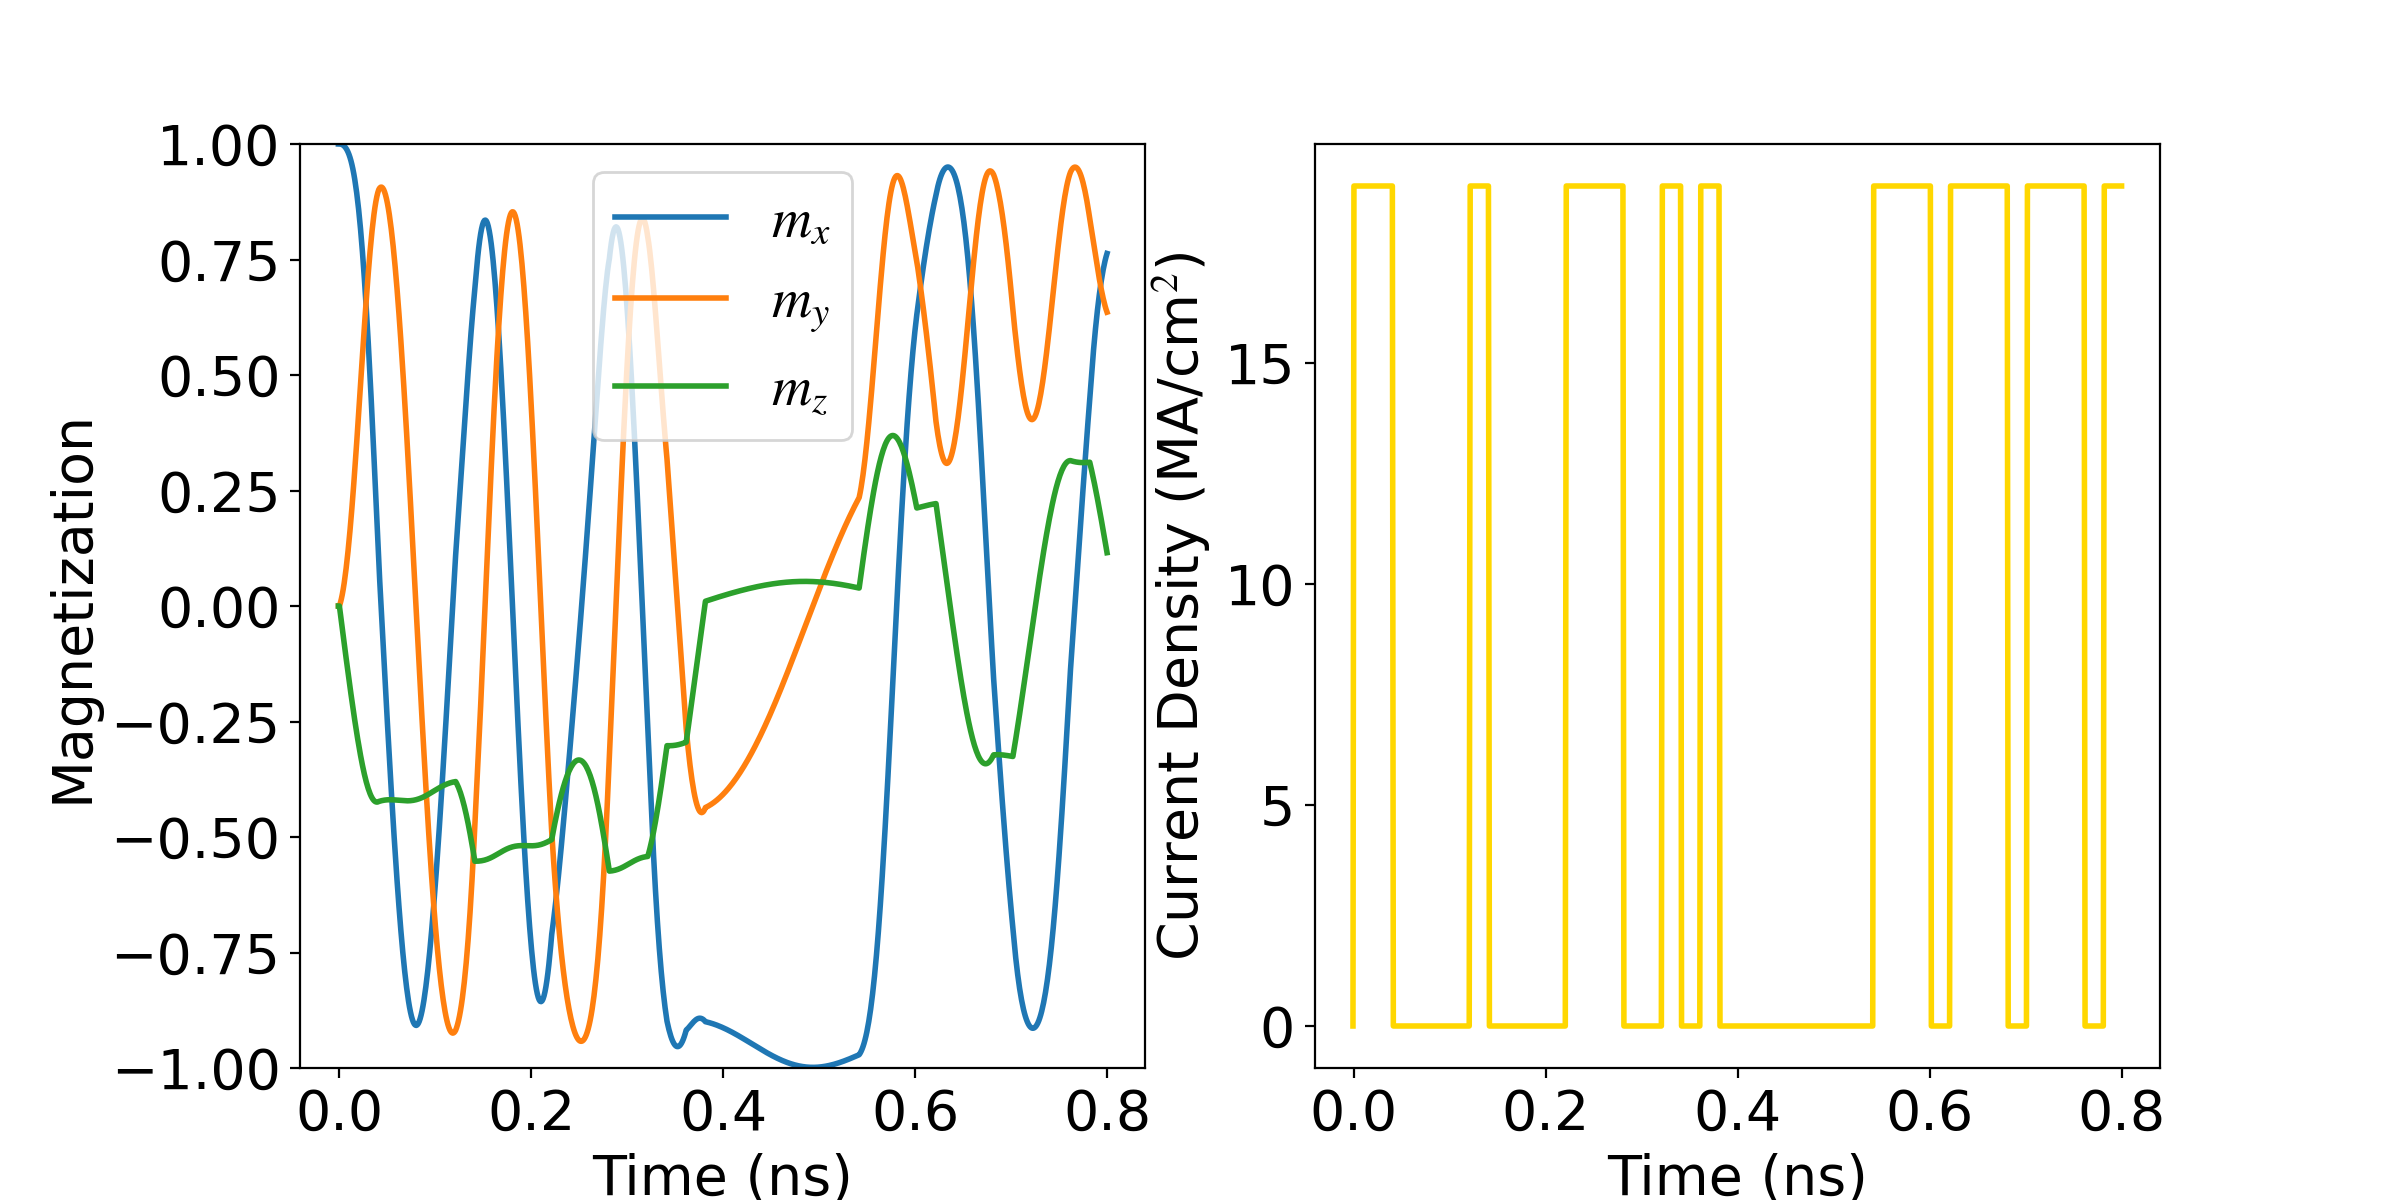 Magnetization
1.00
0.75
0.50
0.25
0.00
−0.25
−0.50
−0.75
−1.00
0.0 0.2 0.4 0.6 0.8
Time (ns)
m_x
m_y
m_z
Current Density (MA/cm²)
15
10
5
0
0.0 0.2 0.4 0.6 0.8
Time (ns)